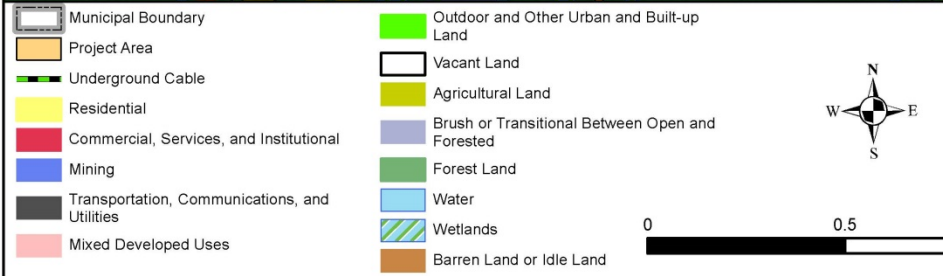 Municipal Boundary
Project Area
Underground Cable
Residential
Commercial, Services, and Institutional
Mining
Transportation, Communications, and
Utilities
Mixed Developed Uses
Outdoor and Other Urban and Built-up
Land
Vacant Land
Agricultural Land
Brush or Transitional Between Open and
Forested
Forest Land
Water
Wetlands
Barren Land or Idle Land
N
W E
S
0 0.5